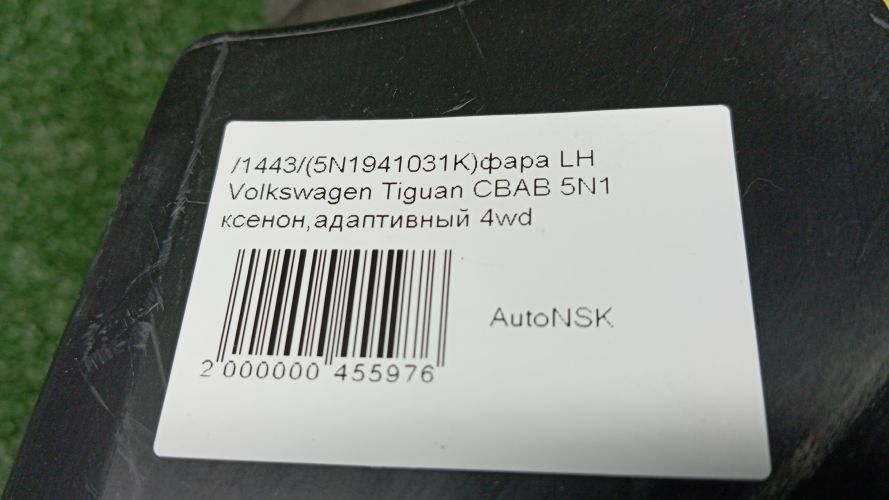 /1443/(5N1941031K)фара LH
Volkswagen Tiguan CBAB 5N1
ксенон,адаптивный 4wd
AutoNSK
2 000000 455976